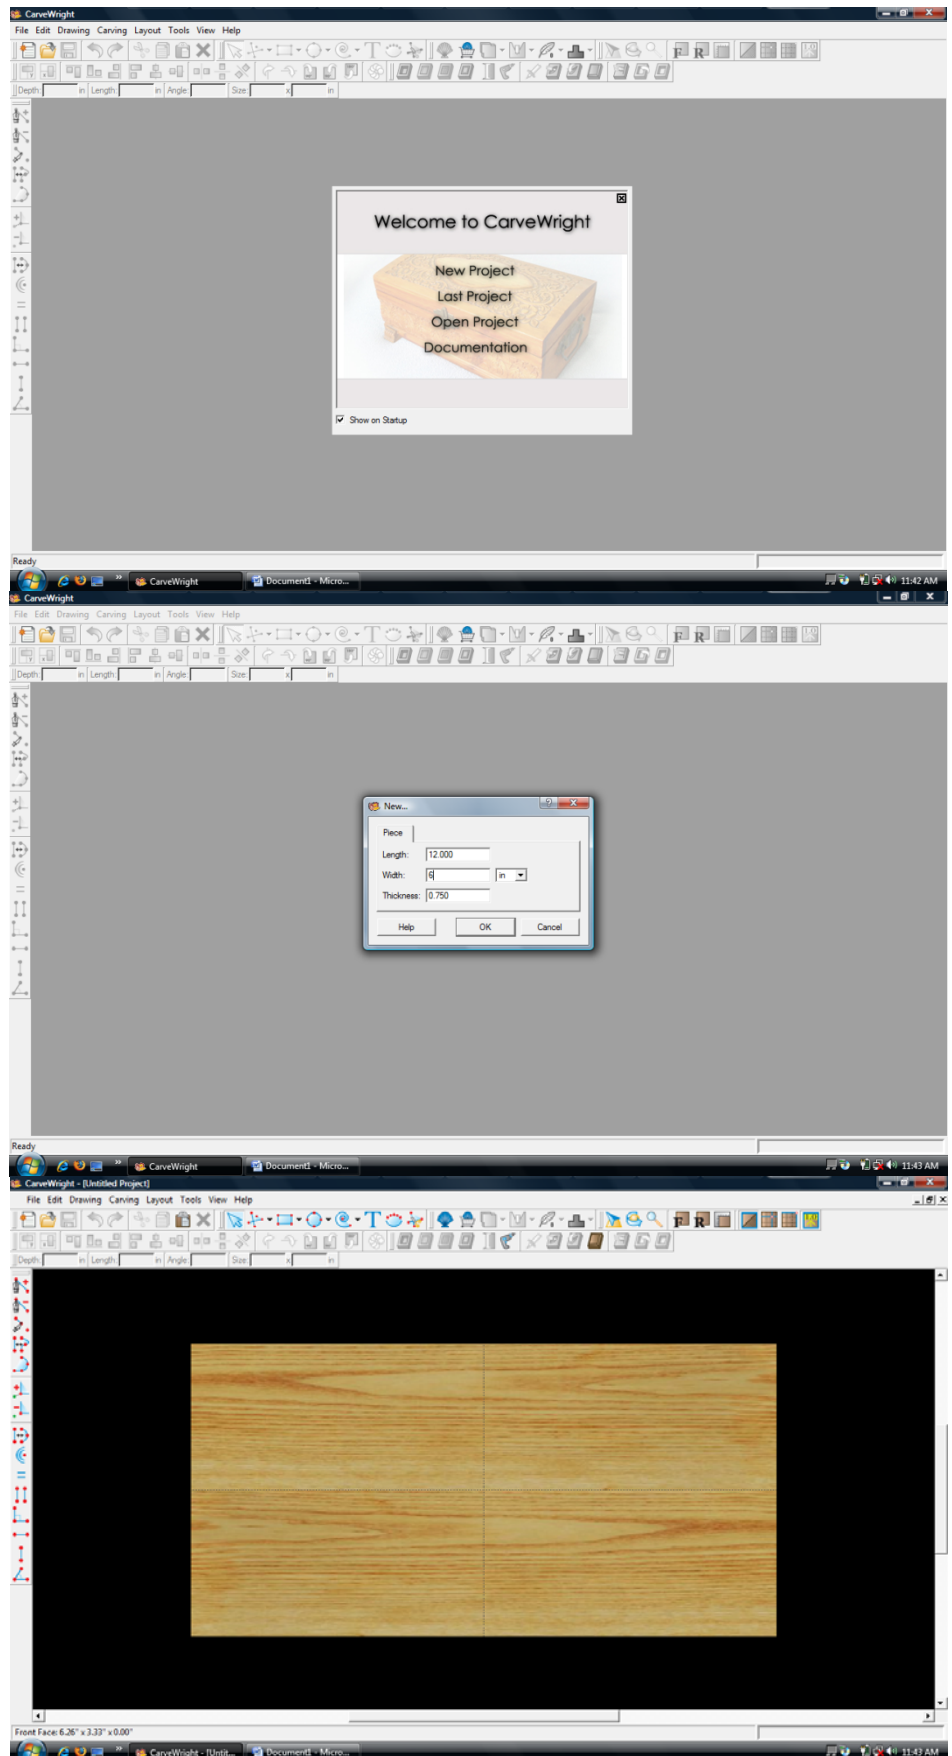 CarveWright
File Edit Drawing Carving Layout Tools View Help
T F R
Depth: in Length: in Angle: Size: x in
Welcome to CarveWright
New Project
Last Project
Open Project
Documentation
Show on Startup
Ready
CarveWright Document1 - Micro... 11:42 AM
CarveWright
File Edit Drawing Carving Layout Tools View Help
T F R
Depth: in Length: in Angle: Size: x in
New...
Piece
Length: 12.000
Width: 6 in
Thickness: 0.750
Help OK Cancel
Ready
CarveWright Document1 - Micro... 11:43 AM
CarveWright - [Untitled Project]
File Edit Drawing Carving Layout Tools View Help
T F R
Depth: in Length: in Angle: Size: x in
Front Face: 6.26" x 3.33" x 0.00"
CarveWright - [Untit... Document1 - Micro... 11:43 AM